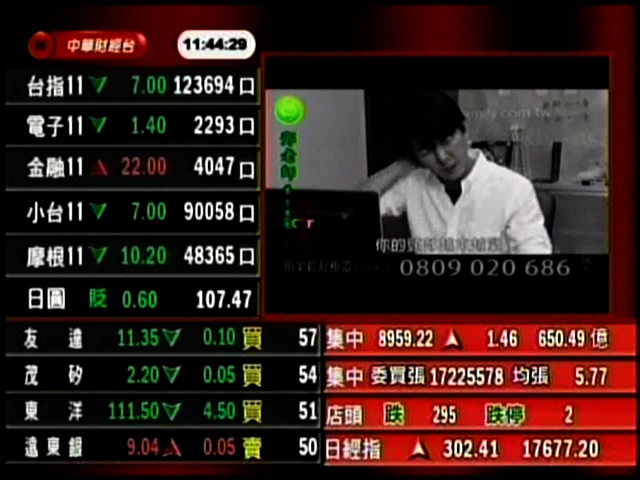 中華財經台
11:44:29
台指11 7.00 123694口
電子11 1.40 2293口
金融11 22.00 4047口
小台11 7.00 90058口
摩根11 10.20 48365口
日圓 貶 0.60 107.47
amily.com.tw
0809 020 686
友達 11.35 0.10 買 57
茂矽 2.20 0.05 買 54
東洋 111.50 4.50 買 51
遠東銀 9.04 0.05 賣 50
集中 8959.22 1.46 650.49億
集中 委買張 17225578 均張 5.77
店頭 跌 295 跌停 2
日經指 302.41 17677.20